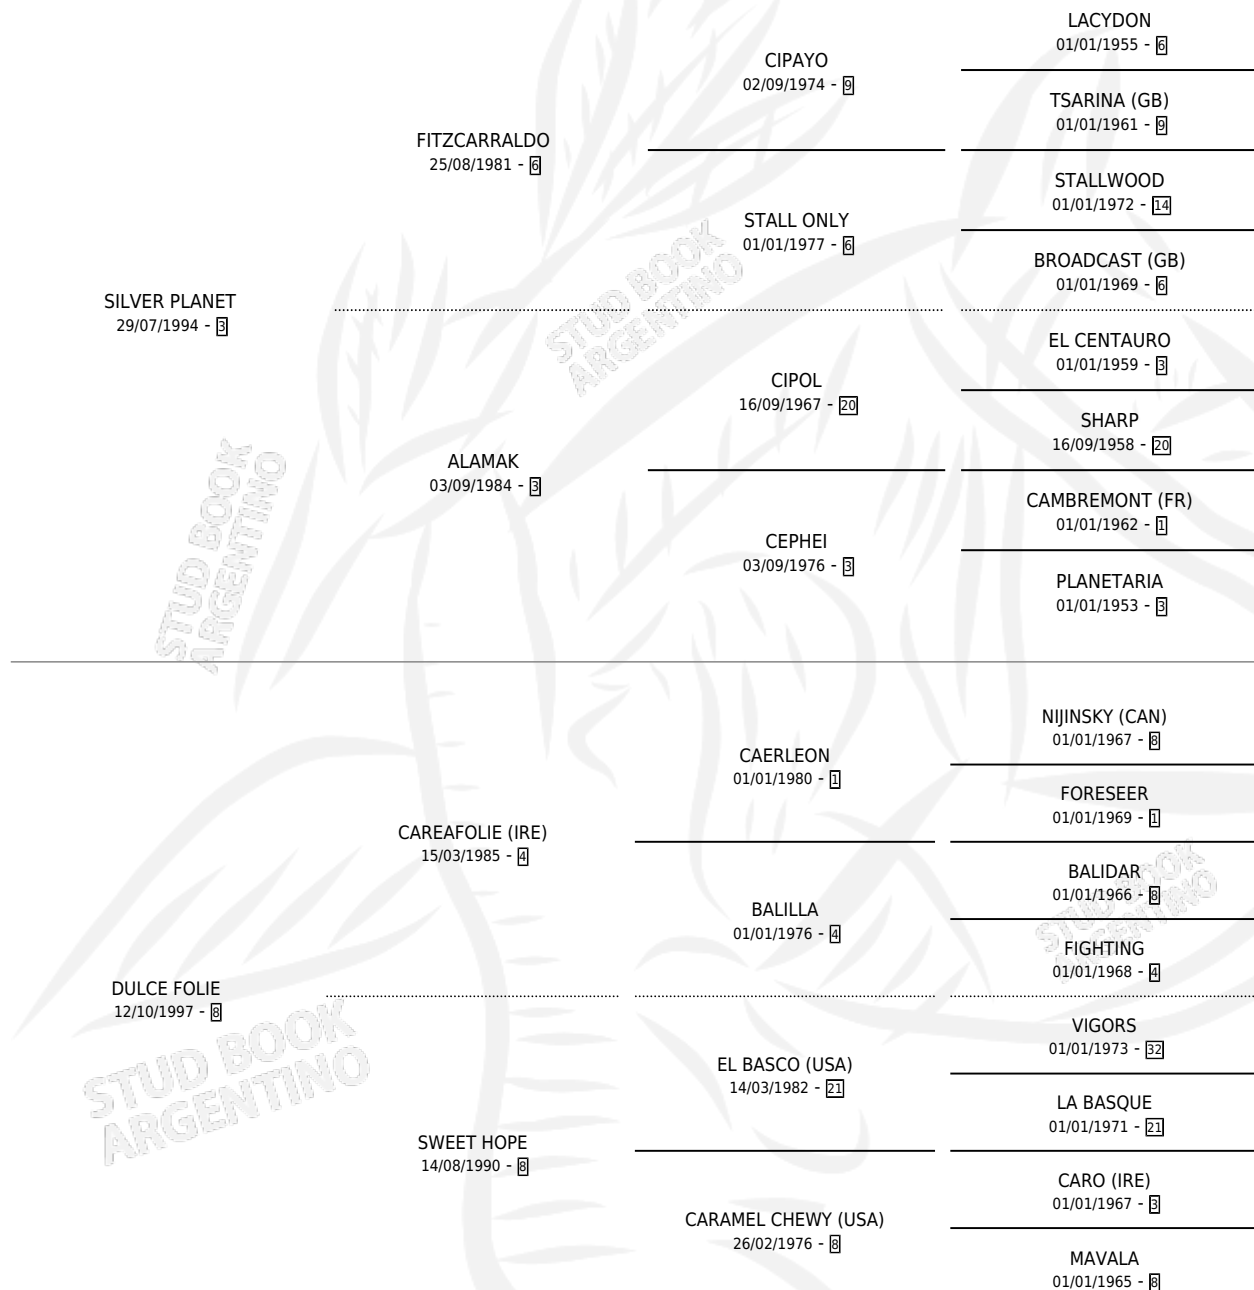 LACYDON
01/01/1955 - 6
CIPAYO
02/09/1974 - 9
TSARINA (GB)
01/01/1961 - 9
FITZCARRALDO
25/08/1981 - 6
STALLWOOD
01/01/1972 - 14
STALL ONLY
01/01/1977 - 6
BROADCAST (GB)
01/01/1969 - 6
SILVER PLANET
29/07/1994 - 3
EL CENTAURO
01/01/1959 - 3
CIPOL
16/09/1967 - 20
SHARP
16/09/1958 - 20
ALAMAK
03/09/1984 - 3
CAMBREMONT (FR)
01/01/1962 - 1
CEPHEI
03/09/1976 - 3
PLANETARIA
01/01/1953 - 3
NIJINSKY (CAN)
01/01/1967 - 8
CAERLEON
01/01/1980 - 1
FORESEER
01/01/1969 - 1
CAREAFOLIE (IRE)
15/03/1985 - 4
BALIDAR
01/01/1966 - 8
BALILLA
01/01/1976 - 4
FIGHTING
01/01/1968 - 4
DULCE FOLIE
12/10/1997 - 8
VIGORS
01/01/1973 - 32
EL BASCO (USA)
14/03/1982 - 21
LA BASQUE
01/01/1971 - 21
SWEET HOPE
14/08/1990 - 8
CARO (IRE)
01/01/1967 - 3
CARAMEL CHEWY (USA)
26/02/1976 - 8
MAVALA
01/01/1965 - 8
STUD BOOK
ARGENTINO
STUD BOOK
ARGENTINO
STUD BOOK
ARGENTINO
STUD BOOK
ARGENTINO